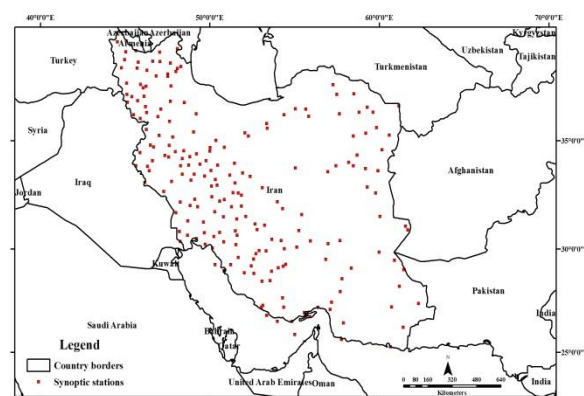 40°0'0"E 50°0'0"E 60°0'0"E 70°0'0"E
Azerbaijan Azerbaijan
Armenia
Kyrgyzstan
Uzbekistan
Tajikistan
Turkey
Turkmenistan
35°0'0"N
Syria
Iraq
Iran
Afghanistan
Jordan
30°0'0"N
Kuwait
Pakistan
India
Saudi Arabia
Bahrain
Qatar
25°0'0"N
United Arab Emirates
Oman
India
Legend
Country borders
Synoptic stations
N
0 80 160 320 480 640
Kilometers